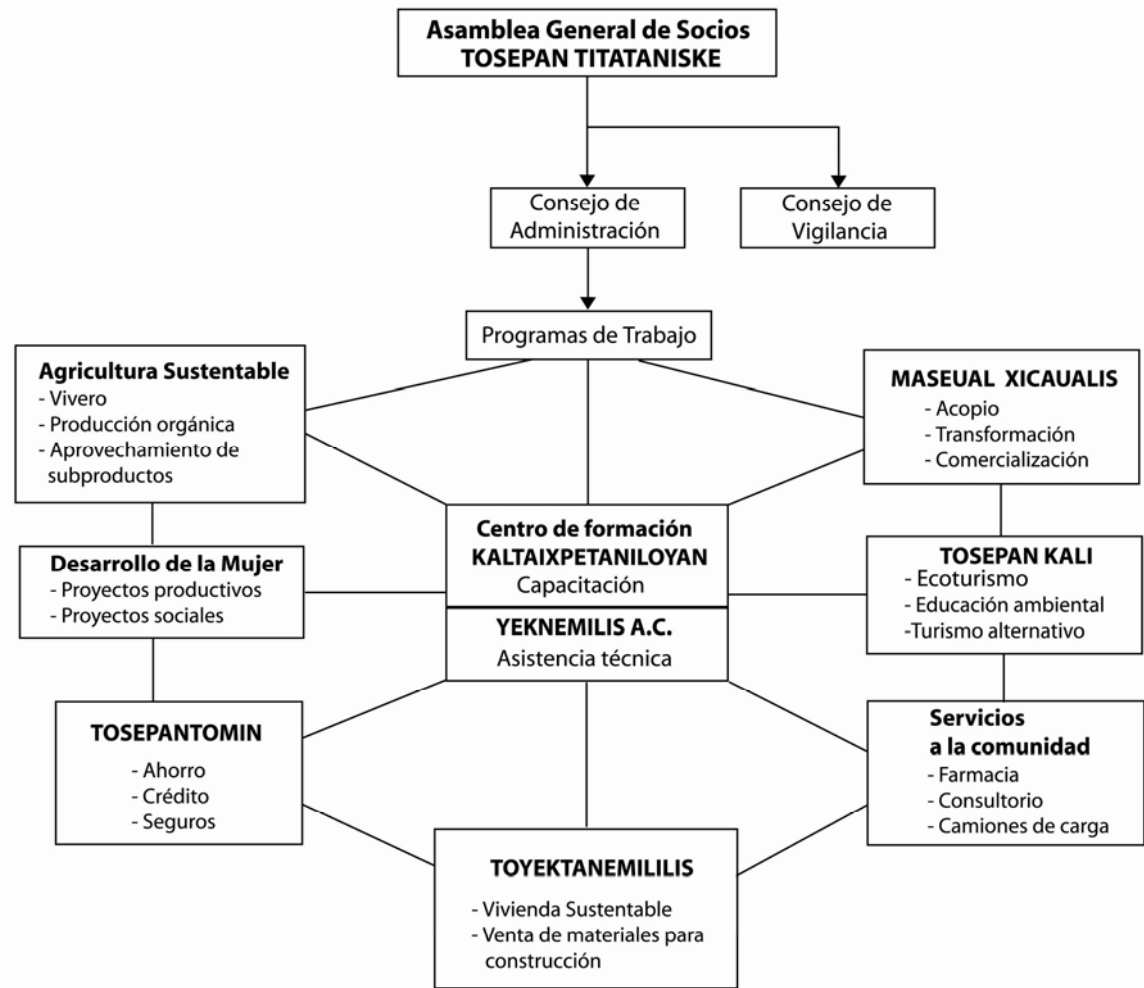 Asamblea General de Socios
TOSEPAN TITATANISKE
Consejo de
Administración
Consejo de
Vigilancia
Programas de Trabajo
Agricultura Sustentable
- Vivero
- Producción orgánica
- Aprovechamiento de
subproductos
MASEUAL XICAUALIS
- Acopio
- Transformación
- Comercialización
Centro de formación
KALTAIXPETANILOYAN
Capacitación
YEKNEMILIS A.C.
Asistencia técnica
Desarrollo de la Mujer
- Proyectos productivos
- Proyectos sociales
TOSEPAN KALI
- Ecoturismo
- Educación ambiental
-Turismo alternativo
TOSEPANTOMIN
- Ahorro
- Crédito
- Seguros
Servicios
a la comunidad
- Farmacia
- Consultorio
- Camiones de carga
TOYEKTANEMILILIS
- Vivienda Sustentable
- Venta de materiales para
construcción